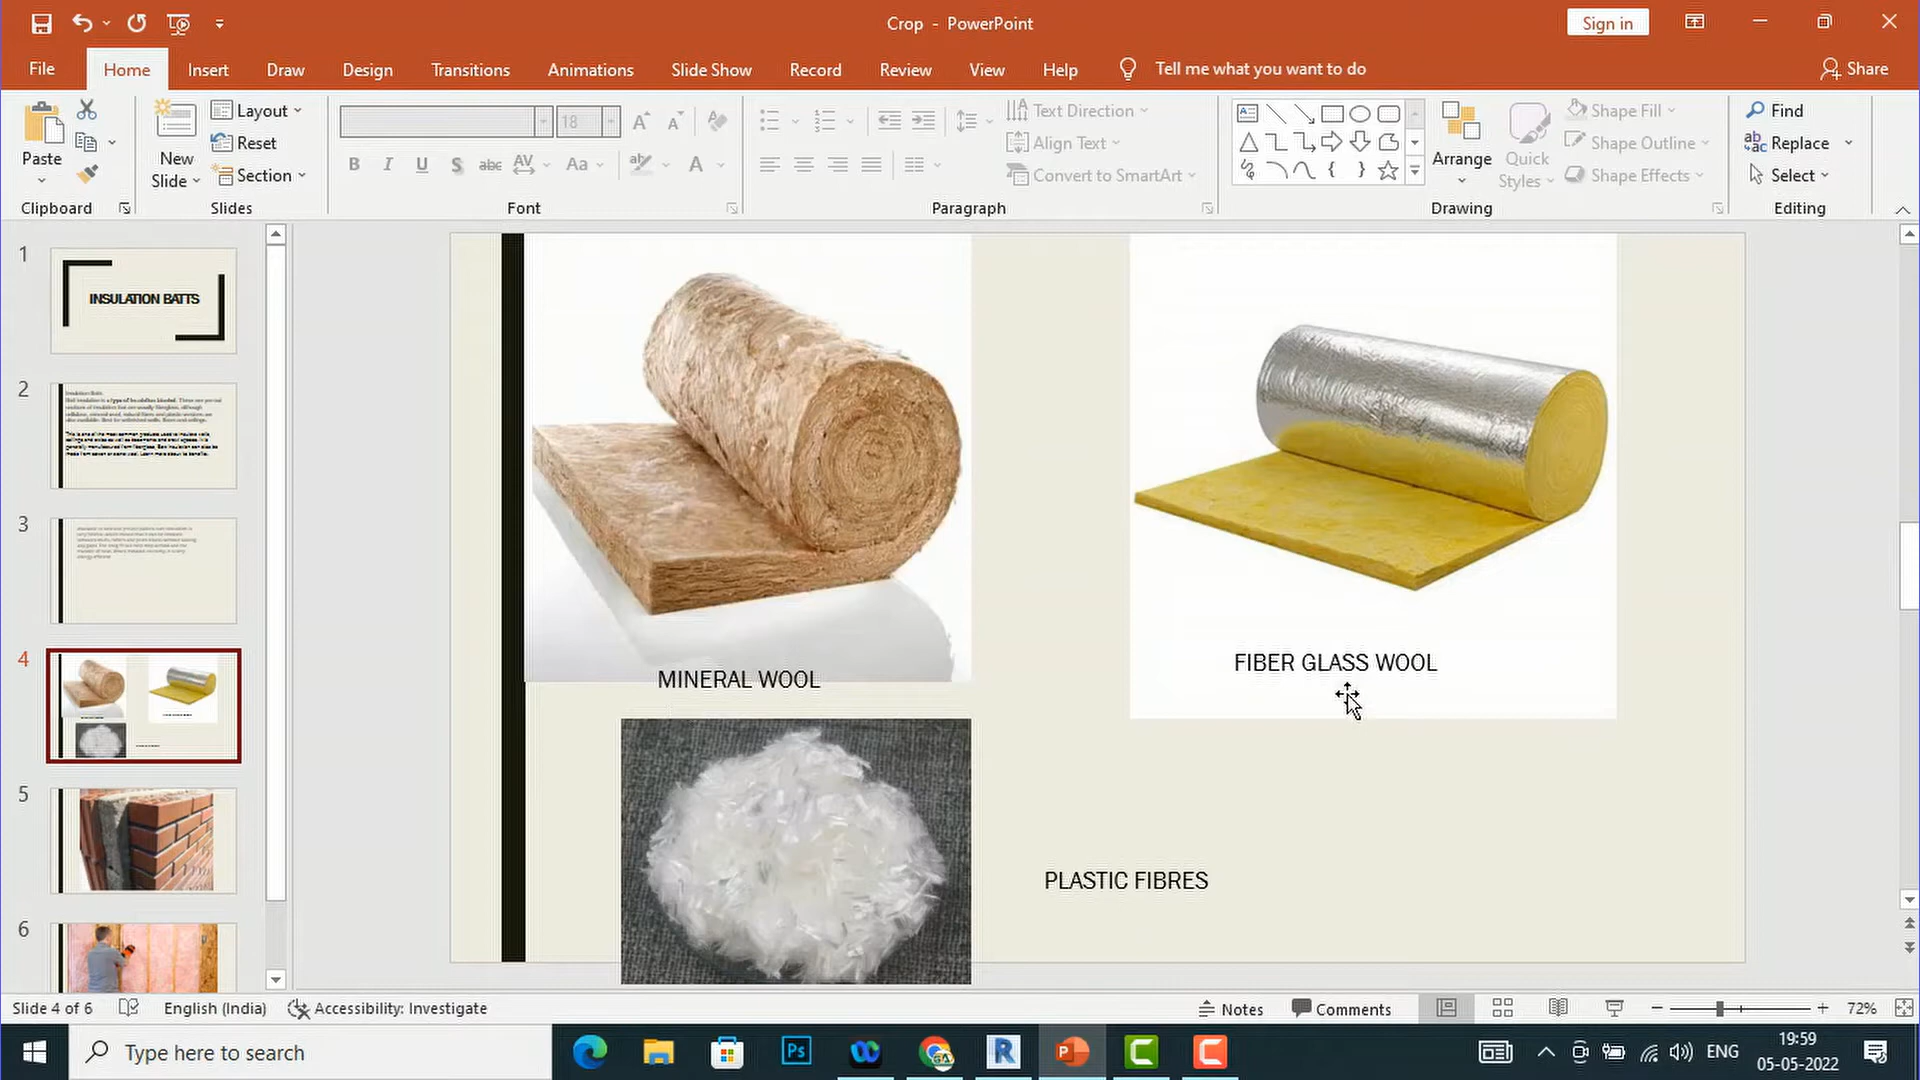 Crop - PowerPoint
Sign in
File
Home
Insert
Draw
Design
Transitions
Animations
Slide Show
Record
Review
View
Help
Tell me what you want to do
Share
Paste
New Slide
Layout
Reset
Section
18
Text Direction
Align Text
Convert to SmartArt
Arrange
Quick Styles
Shape Fill
Shape Outline
Shape Effects
Find
Replace
Select
Clipboard
Slides
Font
Paragraph
Drawing
Editing
1
INSULATION BATTS
2
3
4
5
6
MINERAL WOOL
FIBER GLASS WOOL
PLASTIC FIBRES
Slide 4 of 6
English (India)
Accessibility: Investigate
Notes
Comments
72%
Type here to search
ENG
19:59
05-05-2022